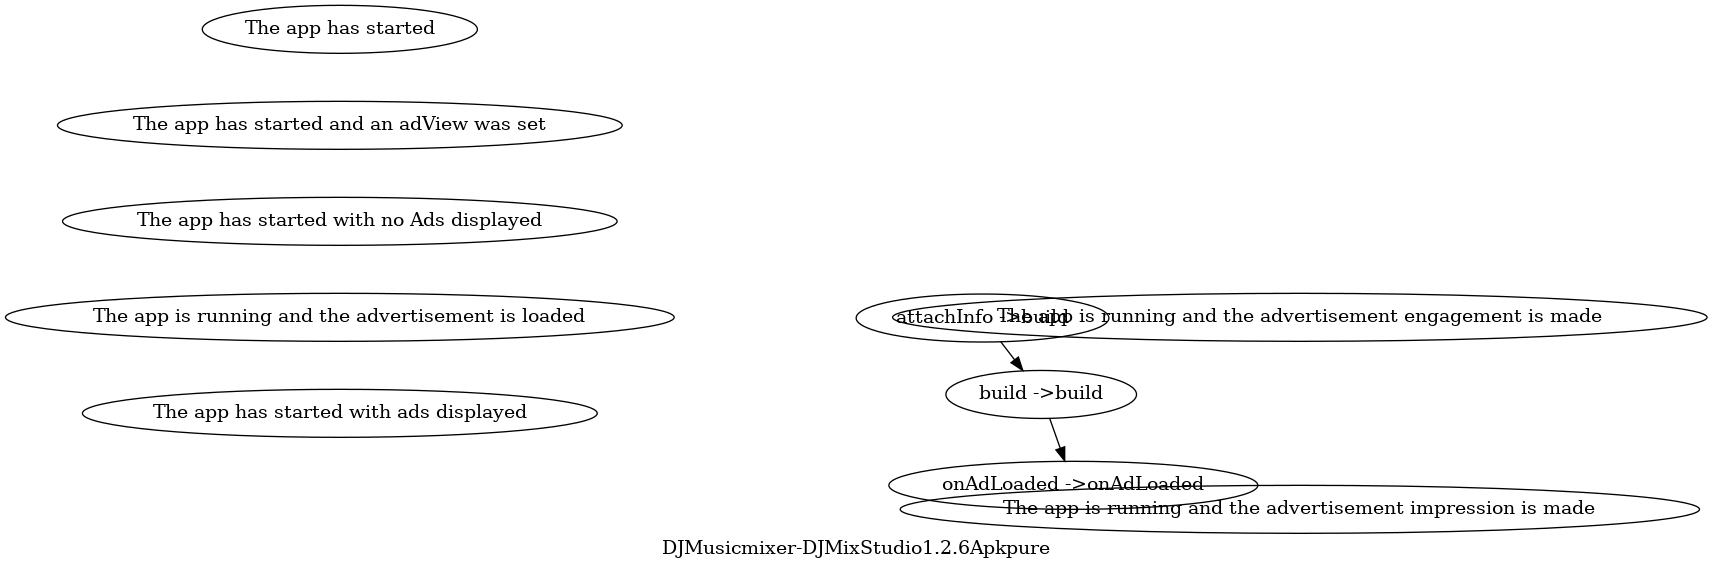 The app has started
The app has started and an adView was set
The app has started with no Ads displayed
The app is running and the advertisement is loaded
attachInfo ->build
The app is running and the advertisement engagement is made
build ->build
The app has started with ads displayed
onAdLoaded ->onAdLoaded
The app is running and the advertisement impression is made
DJMusicmixer-DJMixStudio1.2.6Apkpure